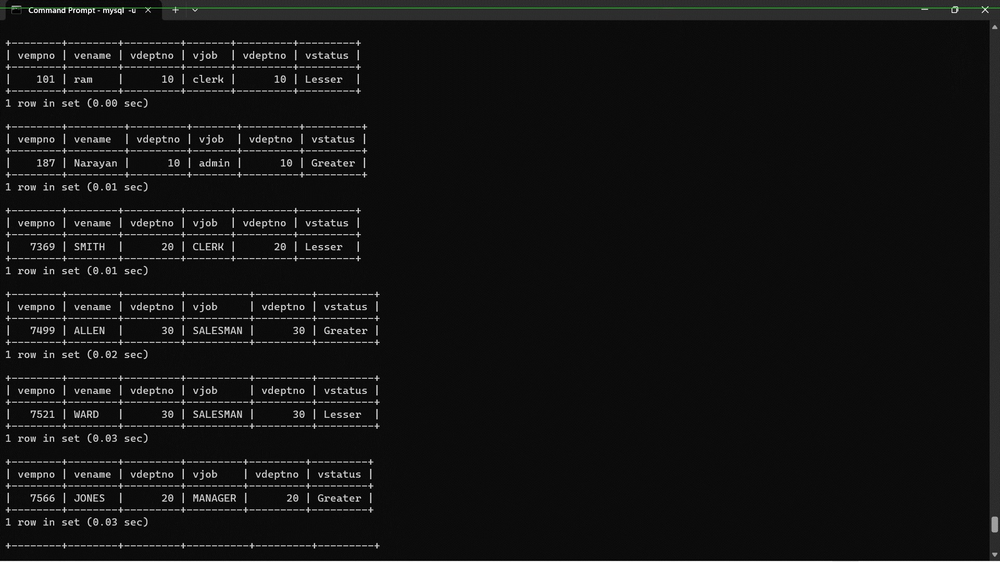 Command Prompt - mysql -u
+--------+--------+---------+-------+---------+---------+
| vempno | vename | vdeptno | vjob  | vdeptno | vstatus |
+--------+--------+---------+-------+---------+---------+
|    101 | ram    |      10 | clerk |      10 | Lesser  |
+--------+--------+---------+-------+---------+---------+
1 row in set (0.00 sec)
+--------+---------+---------+-------+---------+---------+
| vempno | vename  | vdeptno | vjob  | vdeptno | vstatus |
+--------+---------+---------+-------+---------+---------+
|    187 | Narayan |      10 | admin |      10 | Greater |
+--------+---------+---------+-------+---------+---------+
1 row in set (0.01 sec)
+--------+--------+---------+-------+---------+---------+
| vempno | vename | vdeptno | vjob  | vdeptno | vstatus |
+--------+--------+---------+-------+---------+---------+
|   7369 | SMITH  |      20 | CLERK |      20 | Lesser  |
+--------+--------+---------+-------+---------+---------+
1 row in set (0.01 sec)
+--------+--------+---------+----------+---------+---------+
| vempno | vename | vdeptno | vjob     | vdeptno | vstatus |
+--------+--------+---------+----------+---------+---------+
|   7499 | ALLEN  |      30 | SALESMAN |      30 | Greater |
+--------+--------+---------+----------+---------+---------+
1 row in set (0.02 sec)
+--------+--------+---------+----------+---------+---------+
| vempno | vename | vdeptno | vjob     | vdeptno | vstatus |
+--------+--------+---------+----------+---------+---------+
|   7521 | WARD   |      30 | SALESMAN |      30 | Lesser  |
+--------+--------+---------+----------+---------+---------+
1 row in set (0.03 sec)
+--------+--------+---------+---------+---------+---------+
| vempno | vename | vdeptno | vjob    | vdeptno | vstatus |
+--------+--------+---------+---------+---------+---------+
|   7566 | JONES  |      20 | MANAGER |      20 | Greater |
+--------+--------+---------+---------+---------+---------+
1 row in set (0.03 sec)
+--------+--------+---------+----------+---------+---------+